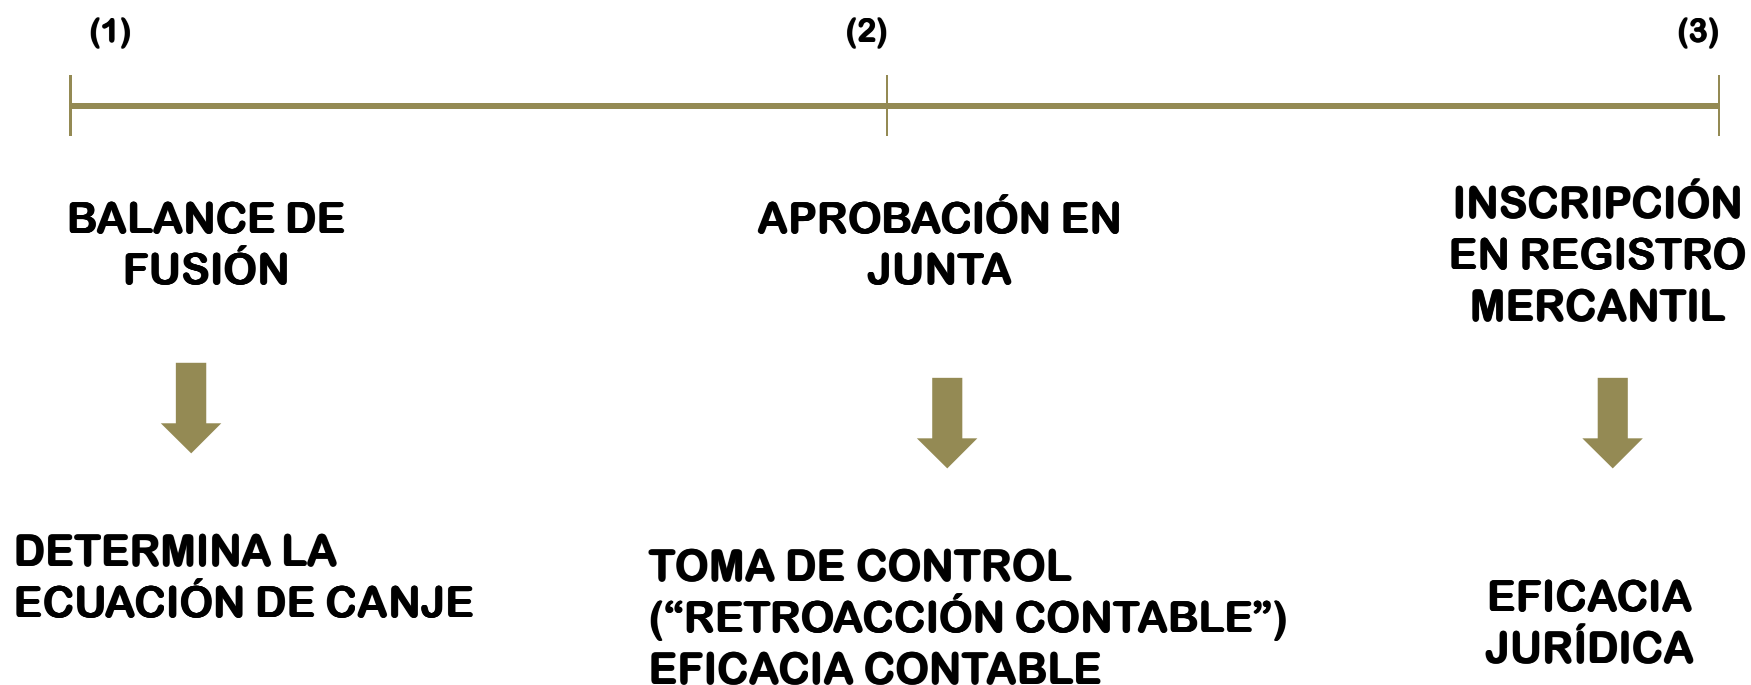 (1)
(2)
(3)
BALANCE DE
FUSIÓN
APROBACIÓN EN
JUNTA
INSCRIPCIÓN
EN REGISTRO
MERCANTIL
DETERMINA LA
ECUACIÓN DE CANJE
TOMA DE CONTROL
(“RETROACCIÓN CONTABLE”)
EFICACIA CONTABLE
EFICACIA
JURÍDICA